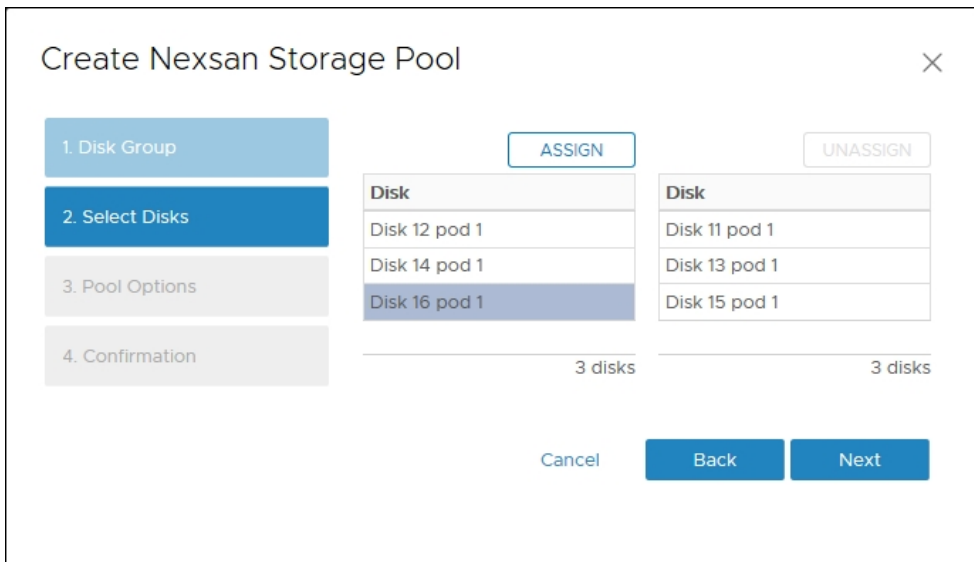 Create Nexsan Storage Pool
1. Disk Group
2. Select Disks
3. Pool Options
4. Confirmation
ASSIGN
Disk
Disk 12 pod 1
Disk 14 pod 1
Disk 16 pod 1
3 disks
UNASSIGN
Disk
Disk 11 pod 1
Disk 13 pod 1
Disk 15 pod 1
3 disks
Cancel
Back
Next